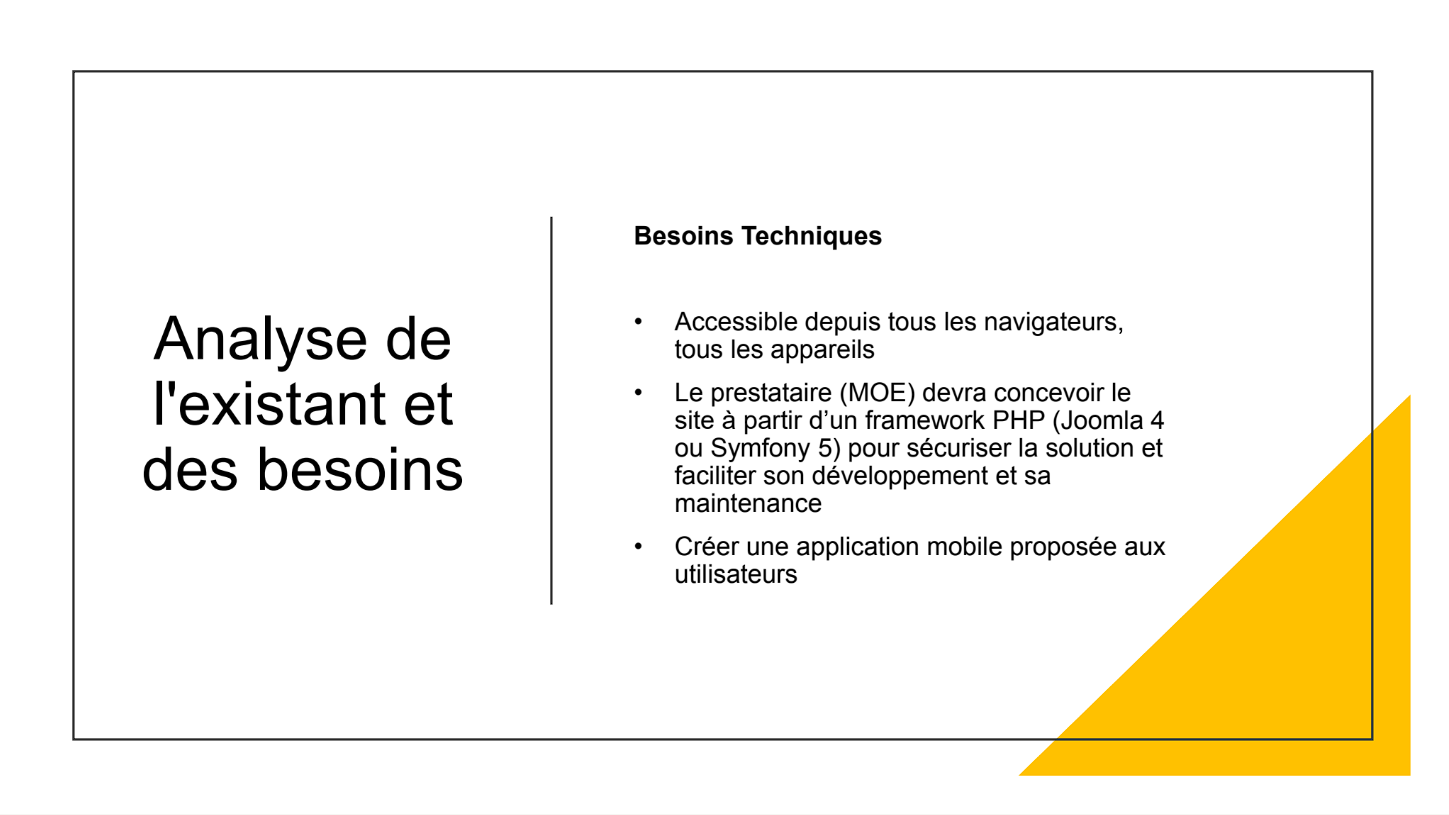 Analyse de
l'existant et
des besoins
Besoins Techniques
• Accessible depuis tous les navigateurs,
tous les appareils
• Le prestataire (MOE) devra concevoir le
site à partir d’un framework PHP (Joomla 4
ou Symfony 5) pour sécuriser la solution et
faciliter son développement et sa
maintenance
• Créer une application mobile proposée aux
utilisateurs